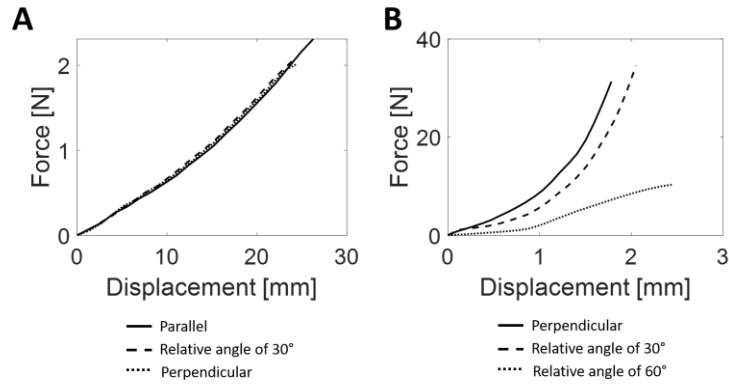 A
B
Force [N]
2
1
0
0
10
20
30
Displacement [mm]
Parallel
Relative angle of 30°
Perpendicular
Force [N]
40
20
0
0
1
2
3
Displacement [mm]
Perpendicular
Relative angle of 30°
Relative angle of 60°